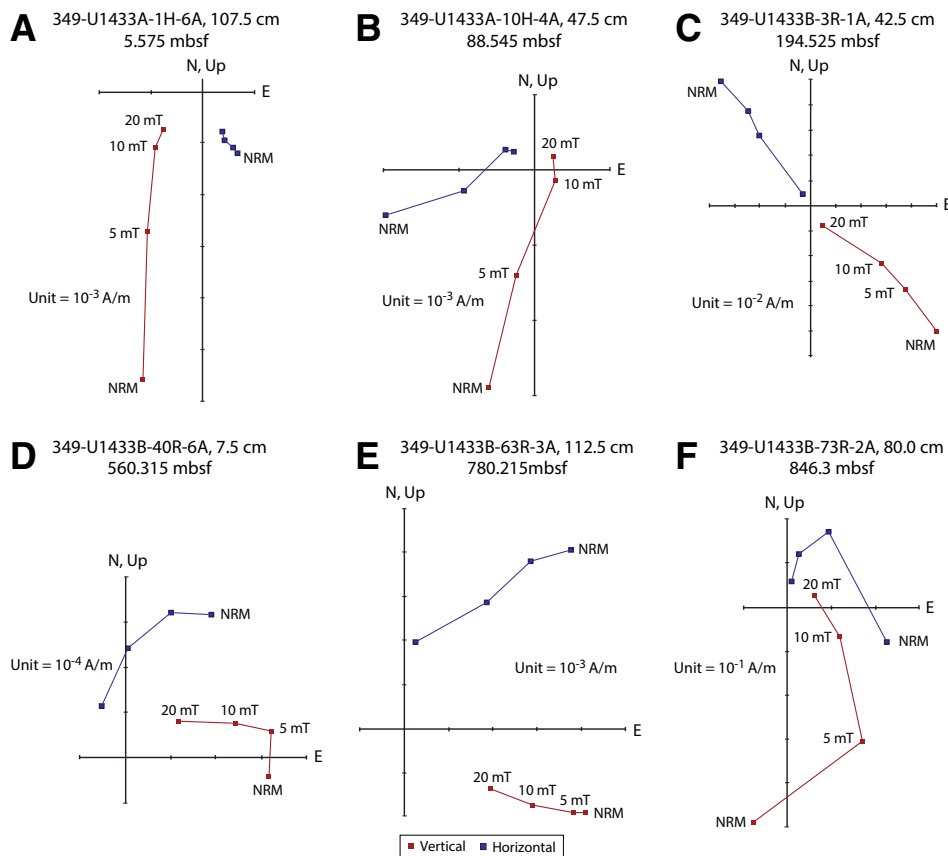 A 349-U1433A-1H-6A, 107.5 cm
5.575 mbsf
N, Up
E
20 mT
10 mT
NRM
5 mT
Unit = 10⁻³ A/m
NRM
B 349-U1433A-10H-4A, 47.5 cm
88.545 mbsf
N, Up
20 mT
E
10 mT
NRM
5 mT
Unit = 10⁻³ A/m
NRM
C 349-U1433B-3R-1A, 42.5 cm
194.525 mbsf
N, Up
NRM
E
20 mT
10 mT
5 mT
Unit = 10⁻² A/m
NRM
D 349-U1433B-40R-6A, 7.5 cm
560.315 mbsf
N, Up
NRM
Unit = 10⁻⁴ A/m
20 mT
10 mT
5 mT
E
NRM
E 349-U1433B-63R-3A, 112.5 cm
780.215mbsf
N, Up
NRM
Unit = 10⁻³ A/m
E
20 mT
10 mT
5 mT
NRM
F 349-U1433B-73R-2A, 80.0 cm
846.3 mbsf
N, Up
20 mT
E
10 mT
NRM
Unit = 10⁻¹ A/m
5 mT
NRM
Vertical Horizontal